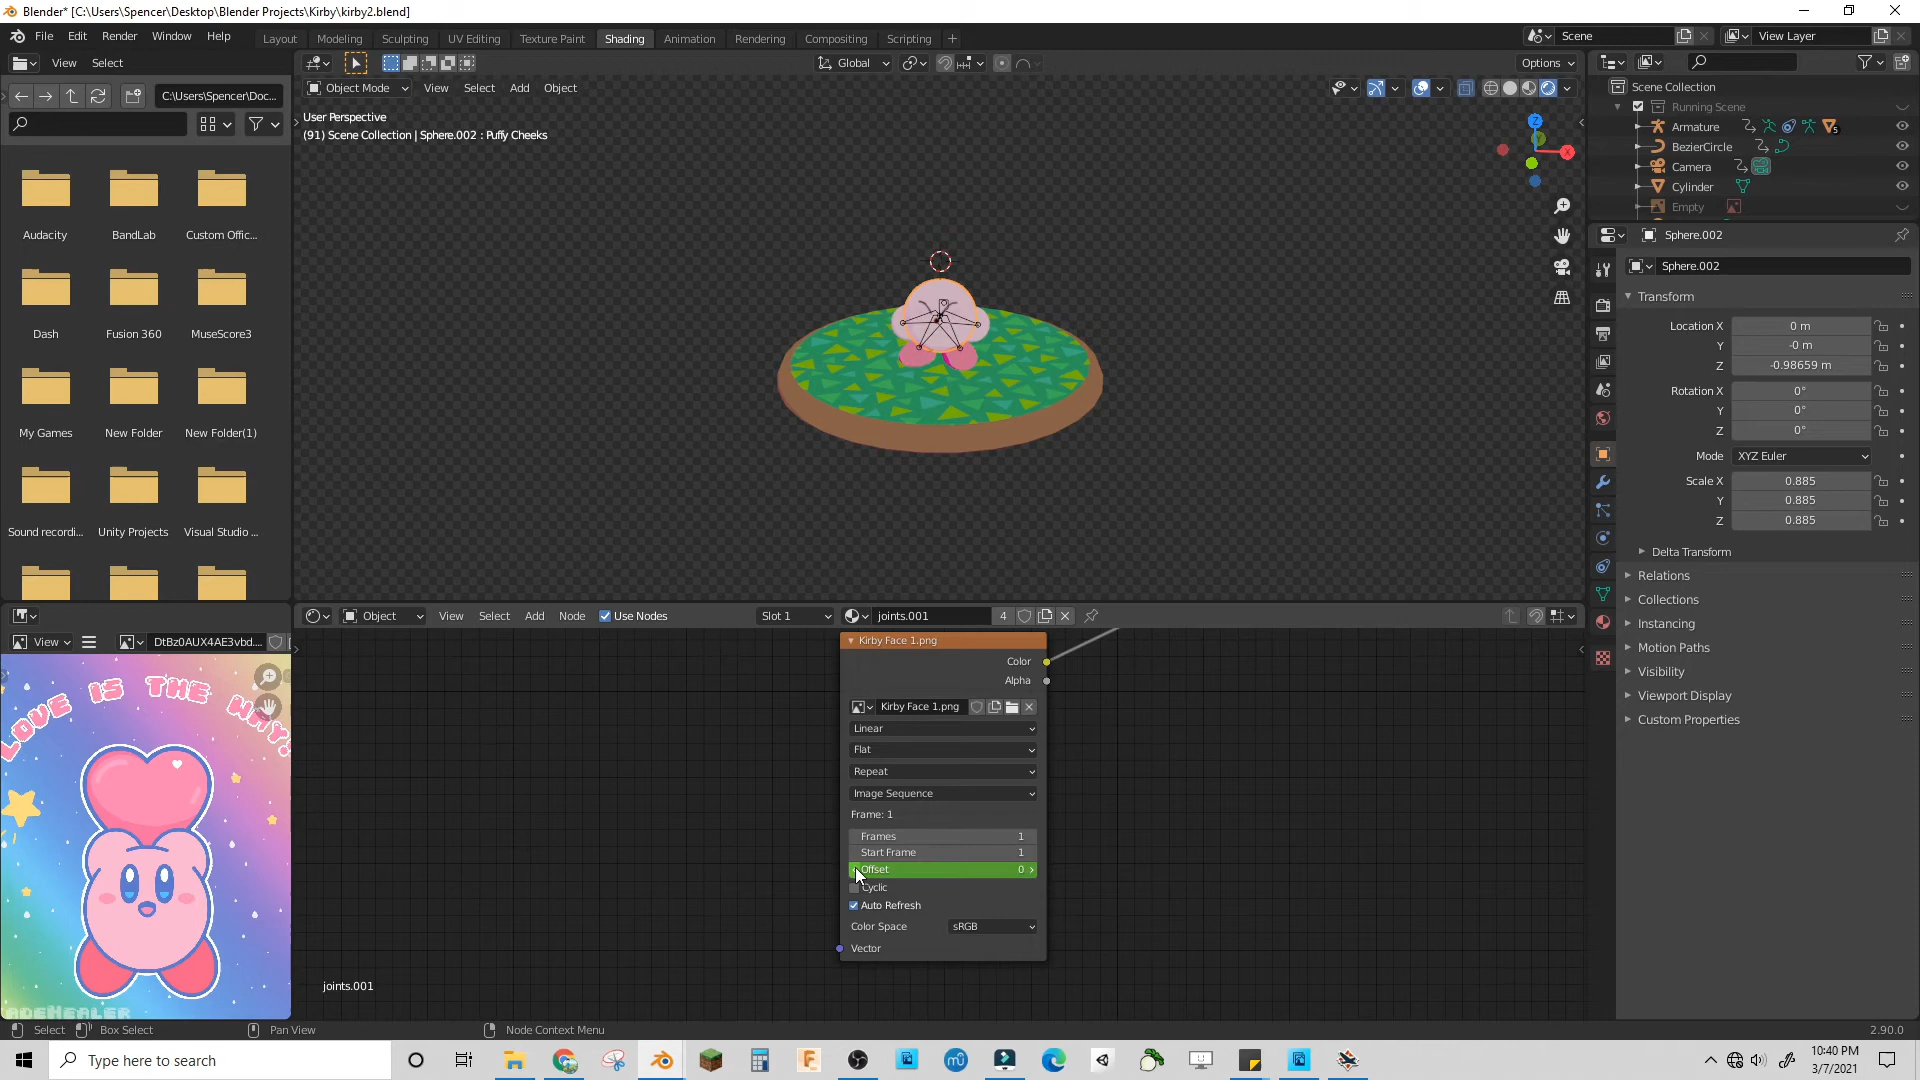 Blender* [C:\Users\Spencer\Desktop\Blender Projects\Kirby\kirby2.blend]
File Edit Render Window Help Layout Modeling Sculpting UV Editing Texture Paint Shading Animation Rendering Compositing Scripting + Scene View Layer
View Select Global Options
C:\Users\Spencer\Doc...
Object Mode View Select Add Object
User Perspective
(91) Scene Collection | Sphere.002 : Puffy Cheeks
Z
X
Audacity BandLab Custom Offic...
Dash Fusion 360 MuseScore3
My Games New Folder New Folder(1)
Sound recordi... Unity Projects Visual Studio ...
Scene Collection
Running Scene
Armature 5
BezierCircle
Camera
Cylinder
Empty
Sphere.002
Sphere.002
Transform
Location X 0 m
Y -0 m
Z -0.98659 m
Rotation X 0°
Y 0°
Z 0°
Mode XYZ Euler
Scale X 0.885
Y 0.885
Z 0.885
Delta Transform
Relations
Collections
Instancing
Motion Paths
Visibility
Viewport Display
Custom Properties
Object View Select Add Node Use Nodes Slot 1 joints.001 4
View DtBz0AUX4AE3vbd...
LOVE IS THE WAY!
Kirby Face 1.png
Color
Alpha
Kirby Face 1.png
Linear
Flat
Repeat
Image Sequence
Frame: 1
Frames 1
Start Frame 1
Offset 0
Cyclic
Auto Refresh
Color Space sRGB
Vector
joints.001
Select Box Select Pan View Node Context Menu 2.90.0
Type here to search
10:40 PM
3/7/2021